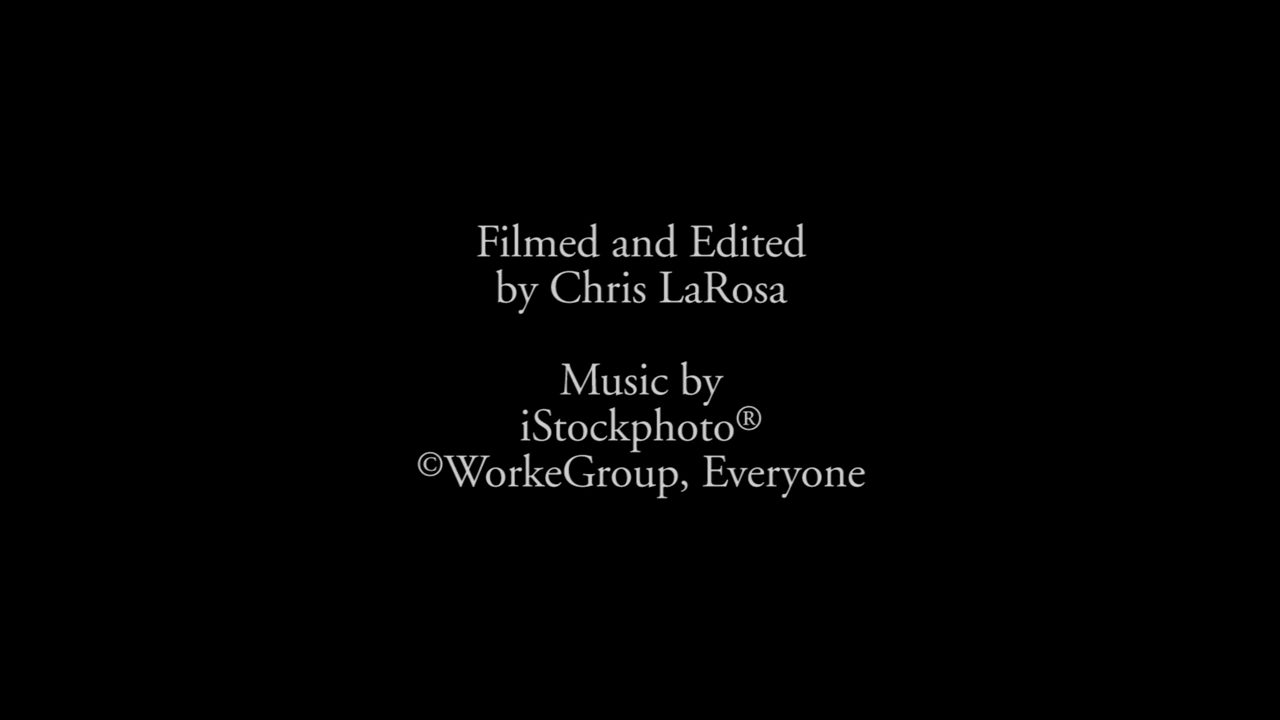 Filmed and Edited
by Chris LaRosa
Music by
iStockphoto®
©WorkeGroup, Everyone